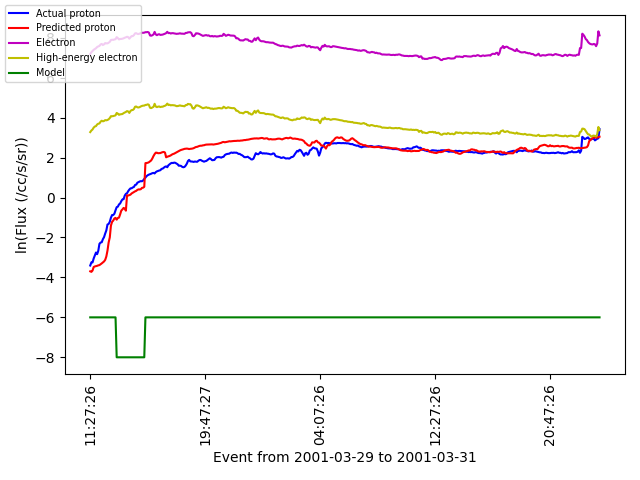 Actual proton
Predicted proton
Electron
High-energy electron
Model
8
6
4
2
0
−2
−4
−6
−8
ln(Flux (/cc/s/sr))
11:27:26
19:47:27
04:07:26
12:27:26
20:47:26
Event from 2001-03-29 to 2001-03-31